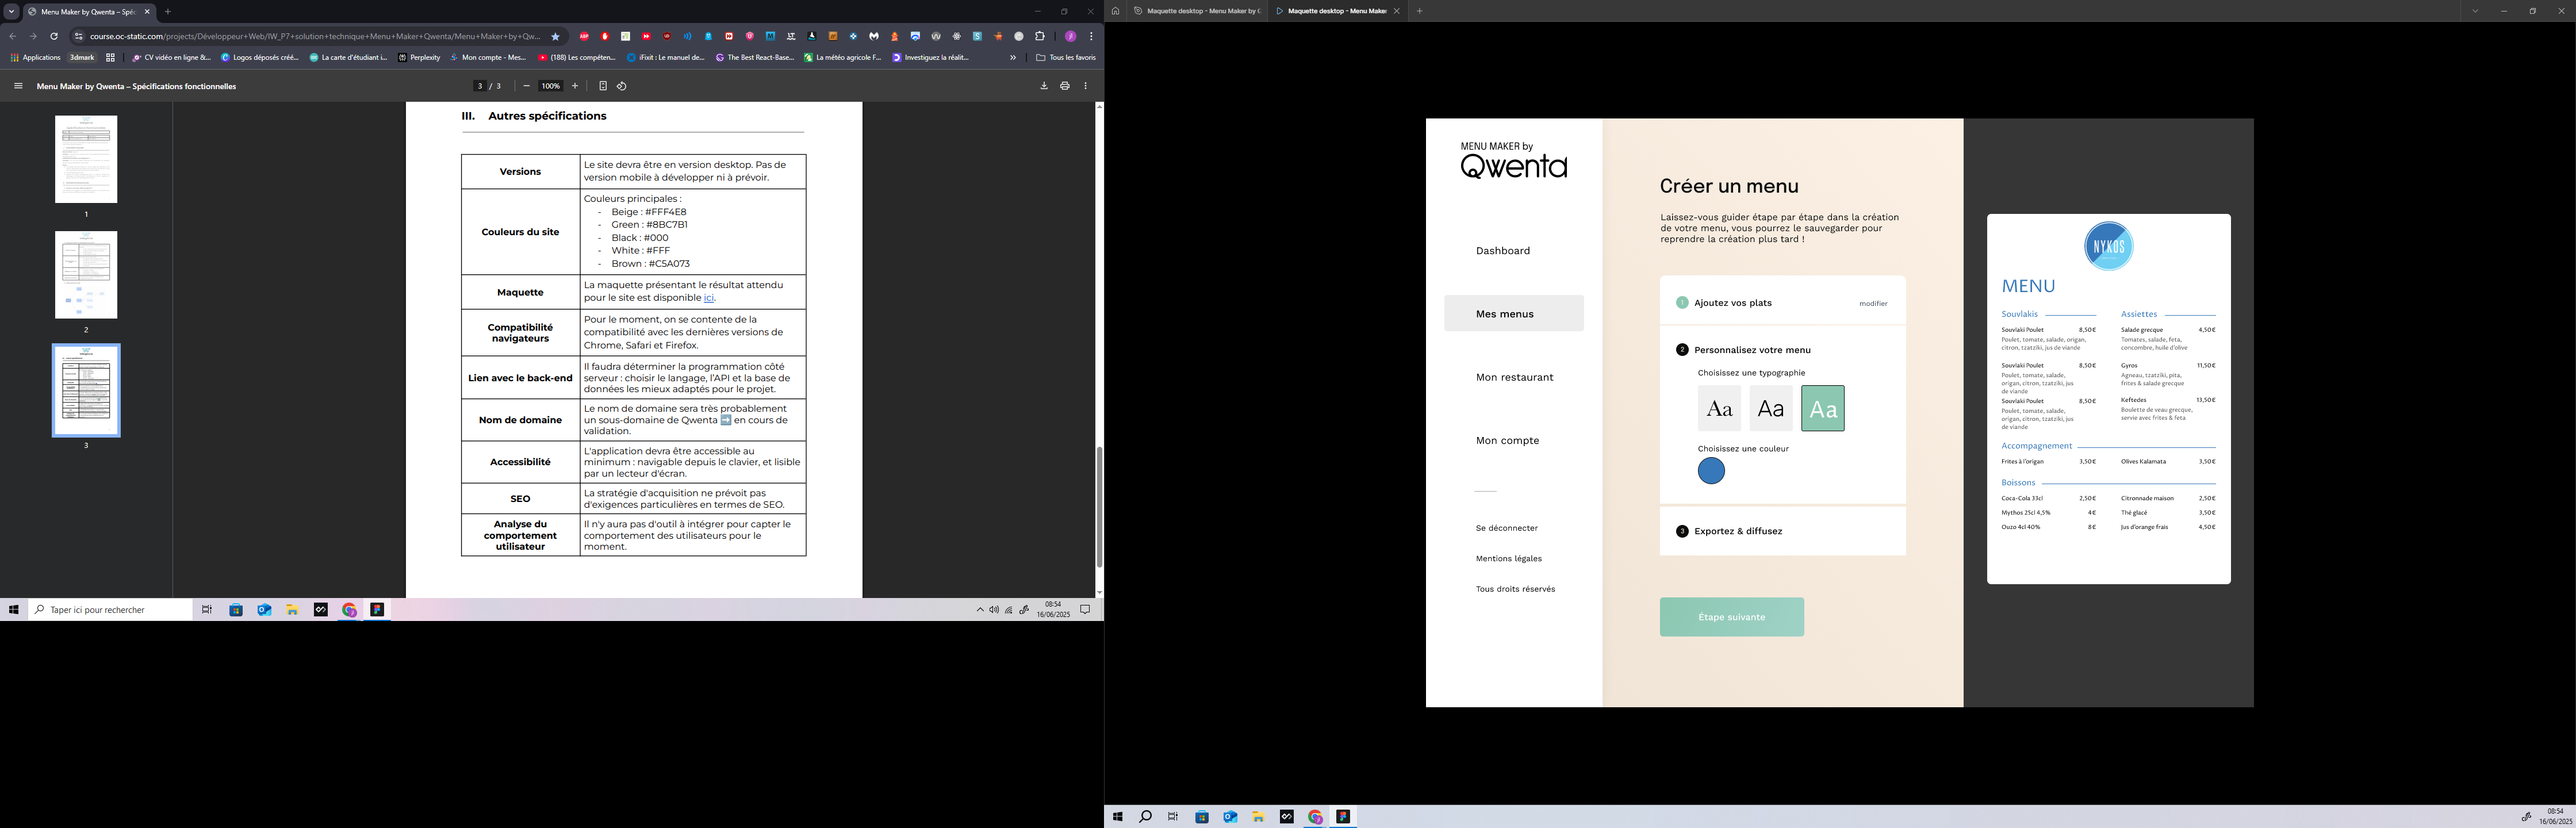 Menu Maker by Qwenta – Spéc
course.oc-static.com/projects/Développeur+Web/IW_P7+solution+technique+Menu+Maker+Qwenta/Menu+Maker+by+Qw...
Applications
3dmark
CV vidéo en ligne &...
Logos déposés créé...
La carte d'étudiant i...
Perplexity
Mon compte - Mes...
(188) Les compéten...
iFixit : Le manuel de...
The Best React-Base...
La météo agricole F...
Investiguez la réalit...
»
Tous les favoris
Menu Maker by Qwenta – Spécifications fonctionnelles
3 / 3
100%
1
2
3
III. Autres spécifications
Versions
Le site devra être en version desktop. Pas de
version mobile à développer ni à prévoir.
Couleurs du site
Couleurs principales :
- Beige : #FFF4E8
- Green : #8BC7B1
- Black : #000
- White : #FFF
- Brown : #C5A073
Maquette
La maquette présentant le résultat attendu
pour le site est disponible ici.
Compatibilité
navigateurs
Pour le moment, on se contente de la
compatibilité avec les dernières versions de
Chrome, Safari et Firefox.
Lien avec le back-end
Il faudra déterminer la programmation côté
serveur : choisir le langage, l'API et la base de
données les mieux adaptés pour le projet.
Nom de domaine
Le nom de domaine sera très probablement
un sous-domaine de Qwenta ➡️ en cours de
validation.
Accessibilité
L'application devra être accessible au
minimum : navigable depuis le clavier, et lisible
par un lecteur d'écran.
SEO
La stratégie d'acquisition ne prévoit pas
d'exigences particulières en termes de SEO.
Analyse du
comportement
utilisateur
Il n'y aura pas d'outil à intégrer pour capter le
comportement des utilisateurs pour le
moment.
Taper ici pour rechercher
08:54
16/06/2025
Maquette desktop - Menu Maker by C
Maquette desktop - Menu Maker
MENU MAKER by
Qwenta
Dashboard
Mes menus
Mon restaurant
Mon compte
Se déconnecter
Mentions légales
Tous droits réservés
Créer un menu
Laissez-vous guider étape par étape dans la création
de votre menu, vous pourrez le sauvegarder pour
reprendre la création plus tard !
1 Ajoutez vos plats
modifier
2 Personnalisez votre menu
Choisissez une typographie
Aa Aa Aa
Choisissez une couleur
3 Exportez & diffusez
Étape suivante
NYKOS
MENU
Souvlakis
Souvlaki Poulet 8,50€
Poulet, tomate, salade, origan,
citron, tzatziki, jus de viande
Souvlaki Poulet 8,50€
Poulet, tomate, salade,
origan, citron, tzatziki, jus
de viande
Souvlaki Poulet 8,50€
Poulet, tomate, salade,
origan, citron, tzatziki, jus
de viande
Assiettes
Salade grecque 4,50€
Tomates, salade, feta,
concombre, huile d'olive
Gyros 11,50€
Agneau, tzatziki, pita,
frites & salade grecque
Keftedes 13,50€
Boulette de veau grecque,
servie avec frites & feta
Accompagnement
Frites à l'origan 3,50€
Olives Kalamata 3,50€
Boissons
Coca-Cola 33cl 2,50€
Citronnade maison 2,50€
Mythos 25cl 4,5% 4€
Thé glacé 3,50€
Ouzo 4cl 40% 8€
Jus d'orange frais 4,50€
08:54
16/06/2025